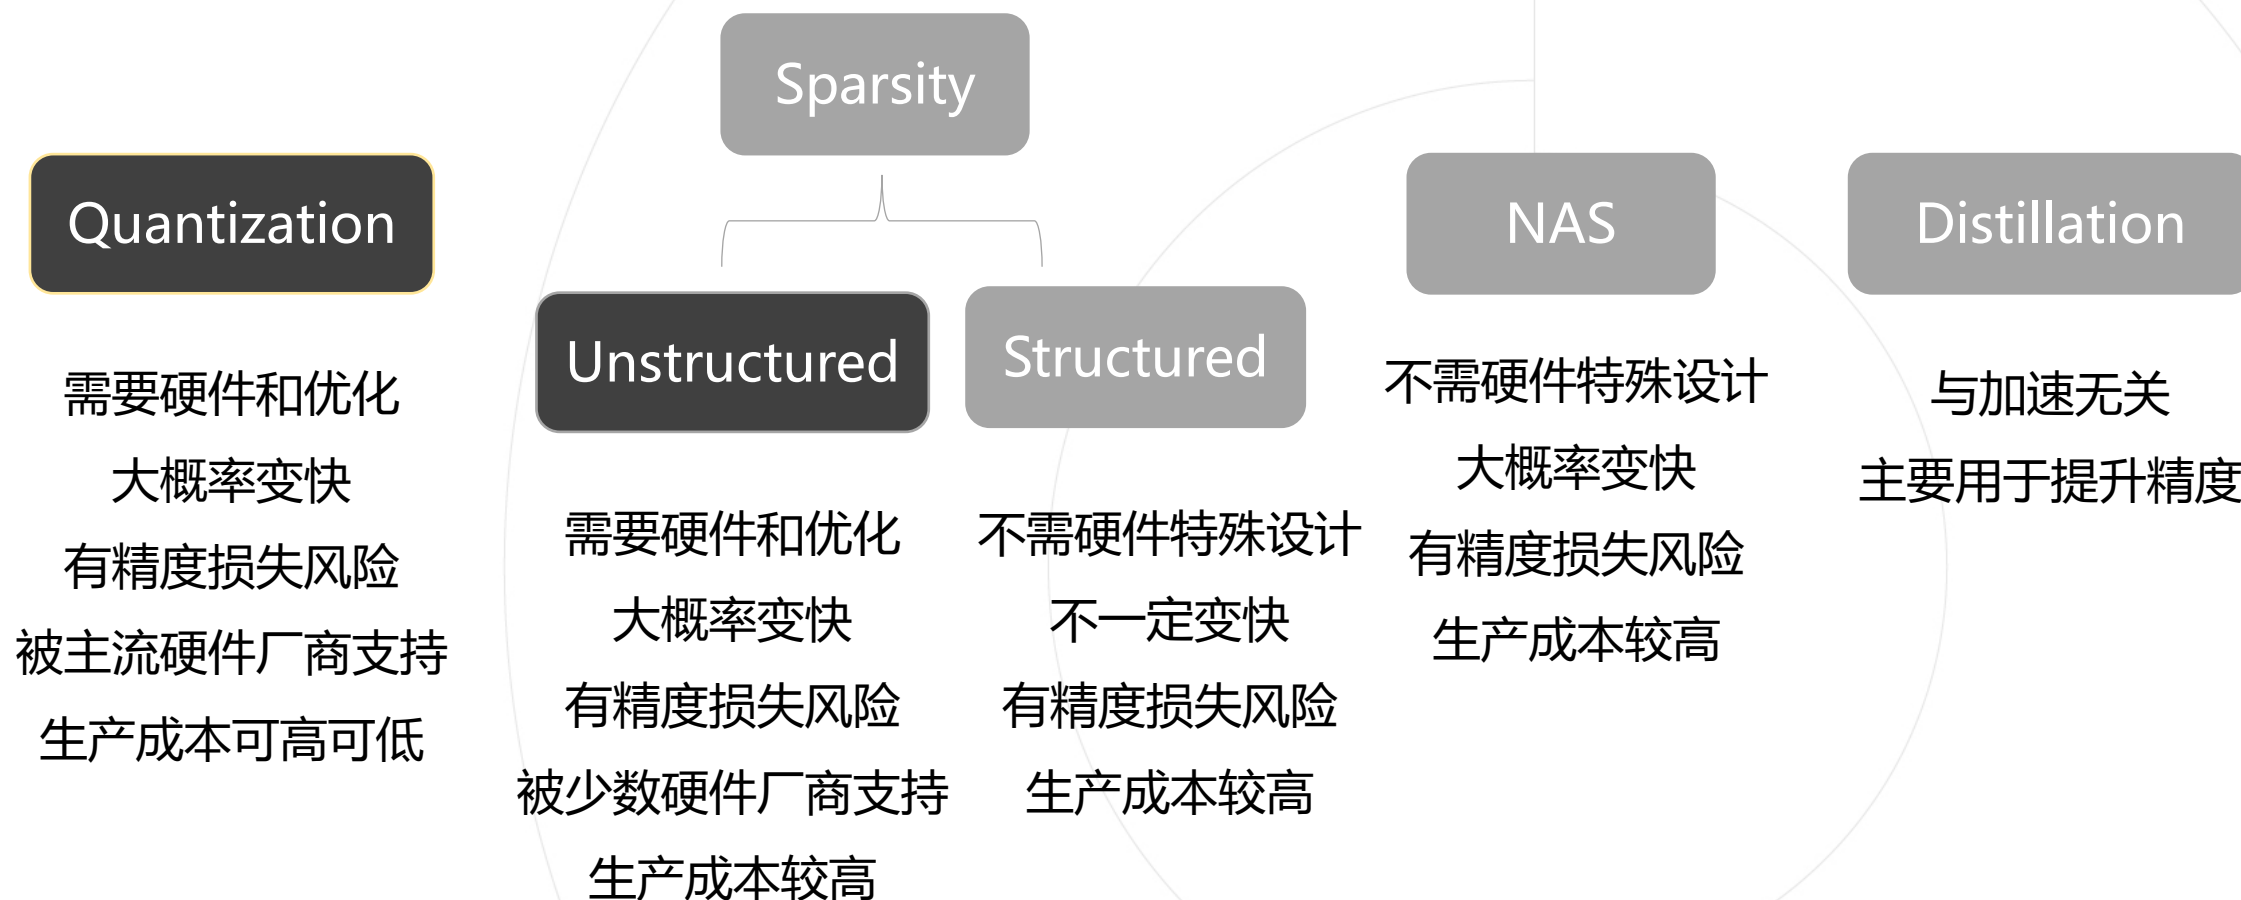 Quantization
需要硬件和优化
大概率变快
有精度损失风险
被主流硬件厂商支持
生产成本可高可低
Sparsity
Unstructured
需要硬件和优化
大概率变快
有精度损失风险
被少数硬件厂商支持
生产成本较高
Structured
不需硬件特殊设计
不一定变快
有精度损失风险
生产成本较高
NAS
不需硬件特殊设计
大概率变快
有精度损失风险
生产成本较高
Distillation
与加速无关
主要用于提升精度